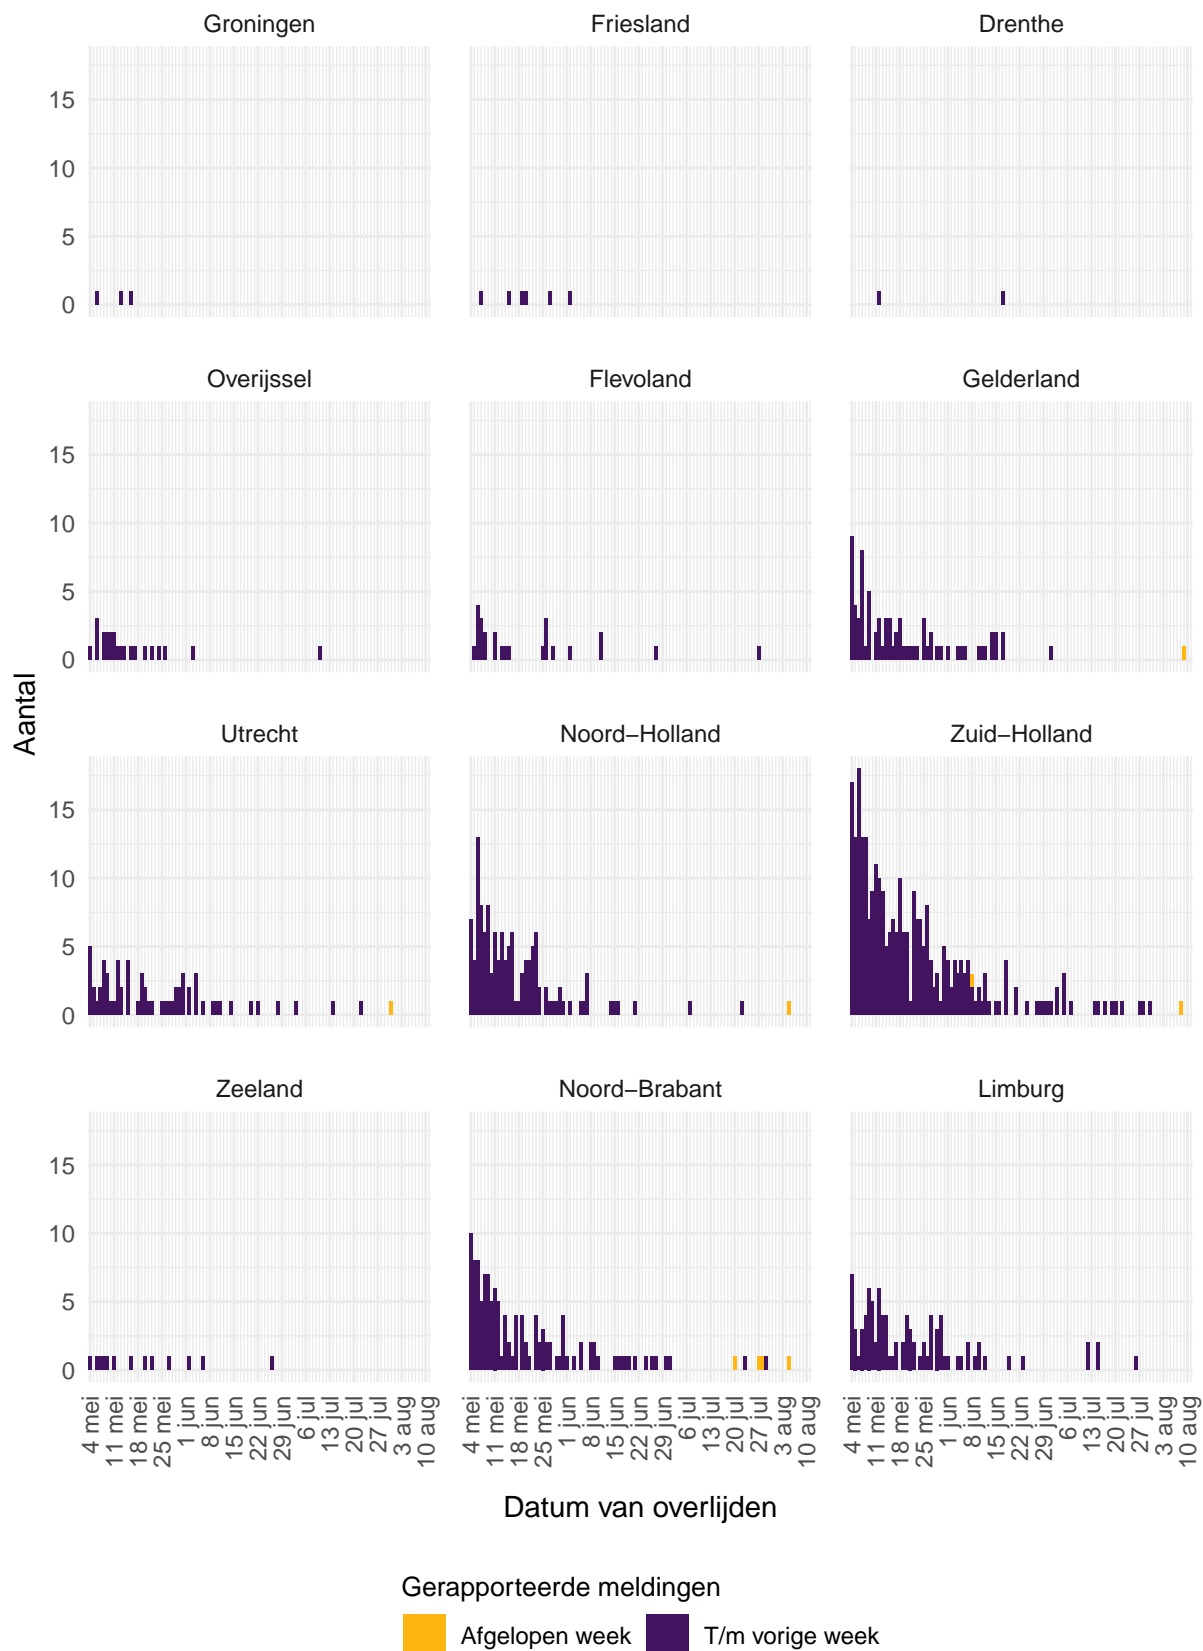 Groningen Friesland Drenthe
15
10
5
0
Overijssel Flevoland Gelderland
15
10
5
0
Aantal
Utrecht Noord−Holland Zuid−Holland
15
10
5
0
Zeeland Noord−Brabant Limburg
15
10
5
0
4 mei 11 mei 18 mei 25 mei 1 jun 8 jun 15 jun 22 jun 29 jun 6 jul 13 jul 20 jul 27 jul 3 aug 10 aug
4 mei 11 mei 18 mei 25 mei 1 jun 8 jun 15 jun 22 jun 29 jun 6 jul 13 jul 20 jul 27 jul 3 aug 10 aug
4 mei 11 mei 18 mei 25 mei 1 jun 8 jun 15 jun 22 jun 29 jun 6 jul 13 jul 20 jul 27 jul 3 aug 10 aug
Datum van overlijden
Gerapporteerde meldingen
Afgelopen week T/m vorige week